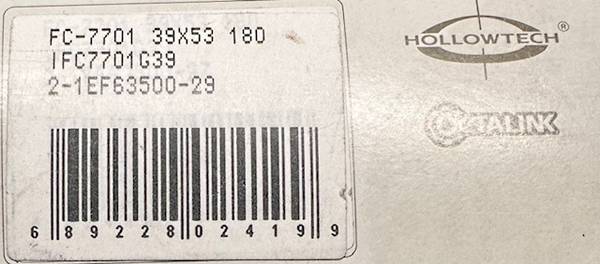 FC-7701 39X53 180
IFC7701G39
2-1EF63500-29
6 89228 02419 9
HOLLOWTECH®
OCTALINK